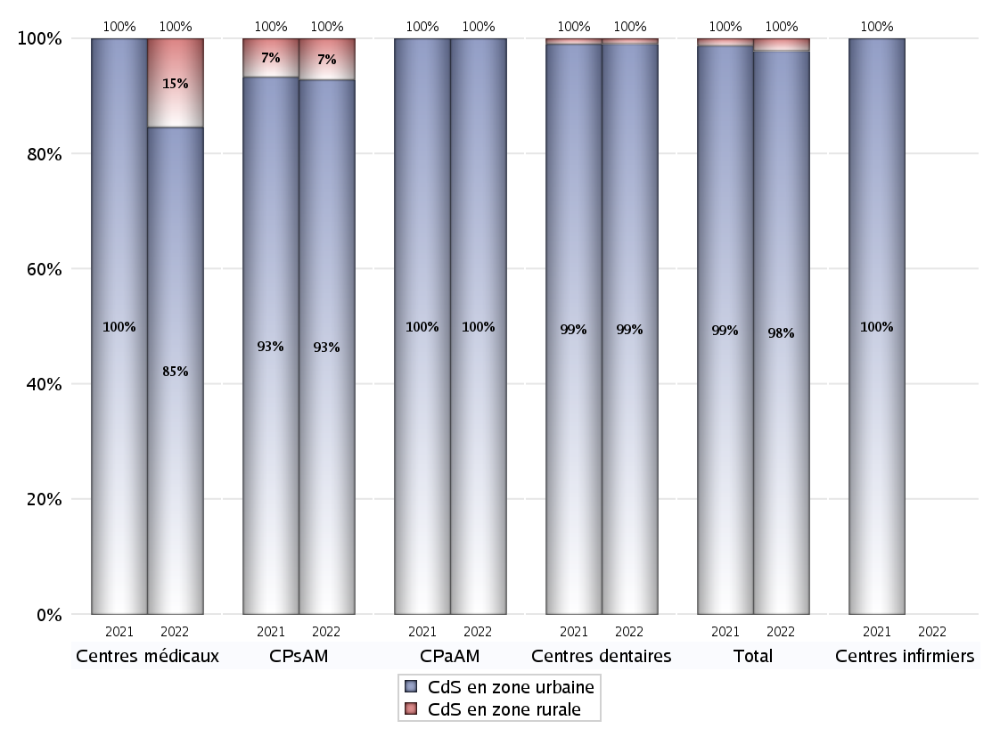 100% 100% 100% 100% 100% 100% 100% 100% 100% 100% 100%
100%
7% 7%
15%
80%
60%
100% 100% 100% 99% 99% 99% 98% 100%
93% 93%
85%
40%
20%
0%
2021 2022 2021 2022 2021 2022 2021 2022 2021 2022 2021 2022
Centres médicaux CPsAM CPaAM Centres dentaires Total Centres infirmiers
CdS en zone urbaine
CdS en zone rurale